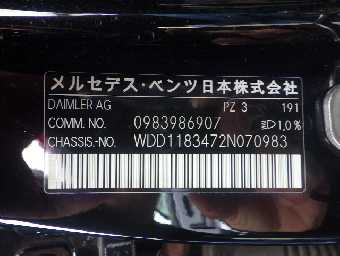 メルセデス・ベンツ日本株式会社
DAIMLER AG PZ 3 191
COMM. NO. 0983986907 1,0%
CHASSIS.-NO. WDD1183472N070983